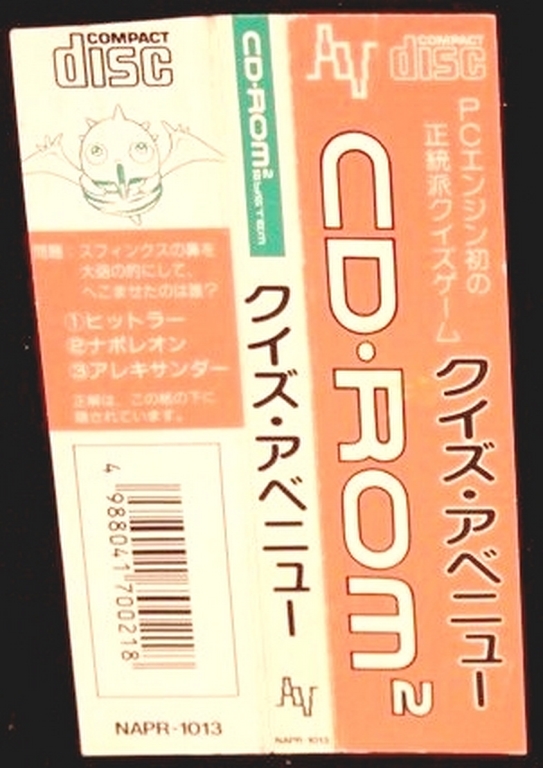 COMPACT
disc
問題:スフィンクスの鼻を
大砲の的にして、
へこませたのは誰?
①ヒットラー
②ナポレオン
③アレキサンダー
正解は、この紙の下に
隠されています。
4 988041 700218
NAPR-1013
CD・ROM2
SYSTEM
クイズ・アベニュー
AV
NAPR-1013
AV
COMPACT
disc
CD・ROM2
PCエンジン初の
正統派クイズゲーム
クイズ・アベニュー